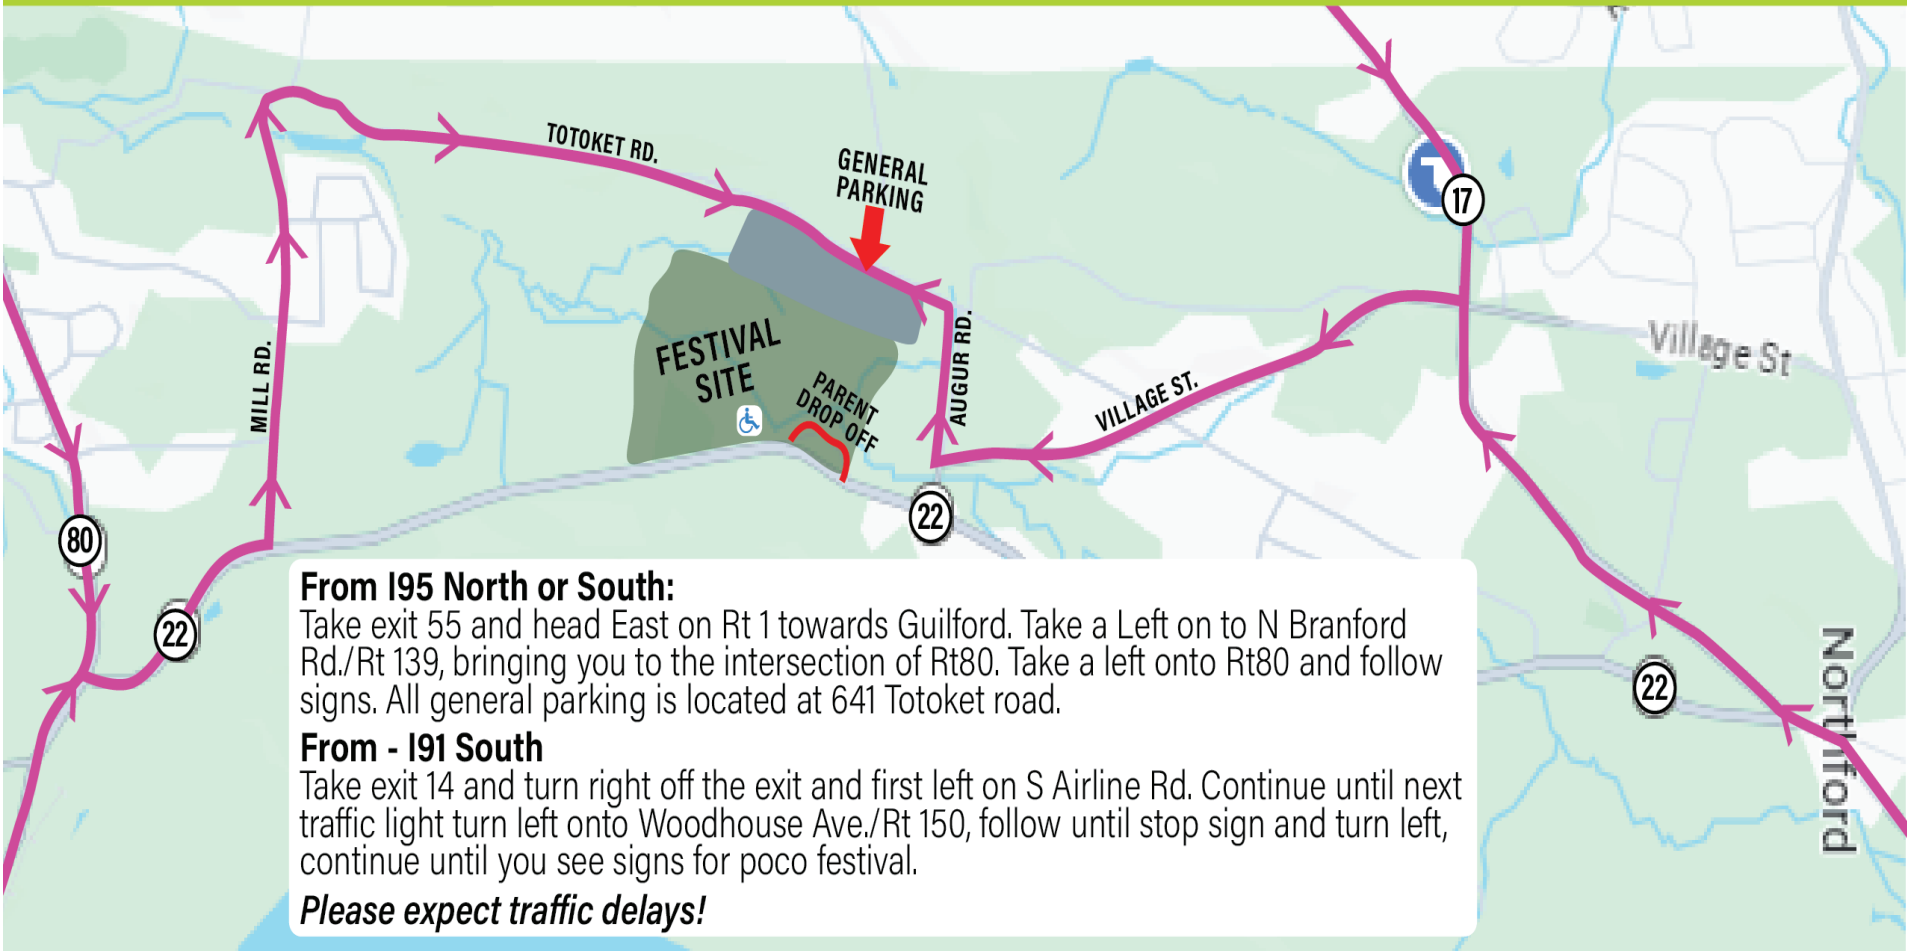 TOTOKET RD.
GENERAL
PARKING
17
Village St
FESTIVAL
SITE
PARENT
DROP OFF
AUGUR RD.
VILLAGE ST.
MILL RD.
80
22
22
22
Northford
From I95 North or South:
Take exit 55 and head East on Rt 1 towards Guilford. Take a Left on to N Branford
Rd./Rt 139, bringing you to the intersection of Rt80. Take a left onto Rt80 and follow
signs. All general parking is located at 641 Totoket road.
From - I91 South
Take exit 14 and turn right off the exit and first left on S Airline Rd. Continue until next
traffic light turn left onto Woodhouse Ave./Rt 150, follow until stop sign and turn left,
continue until you see signs for poco festival.
Please expect traffic delays!